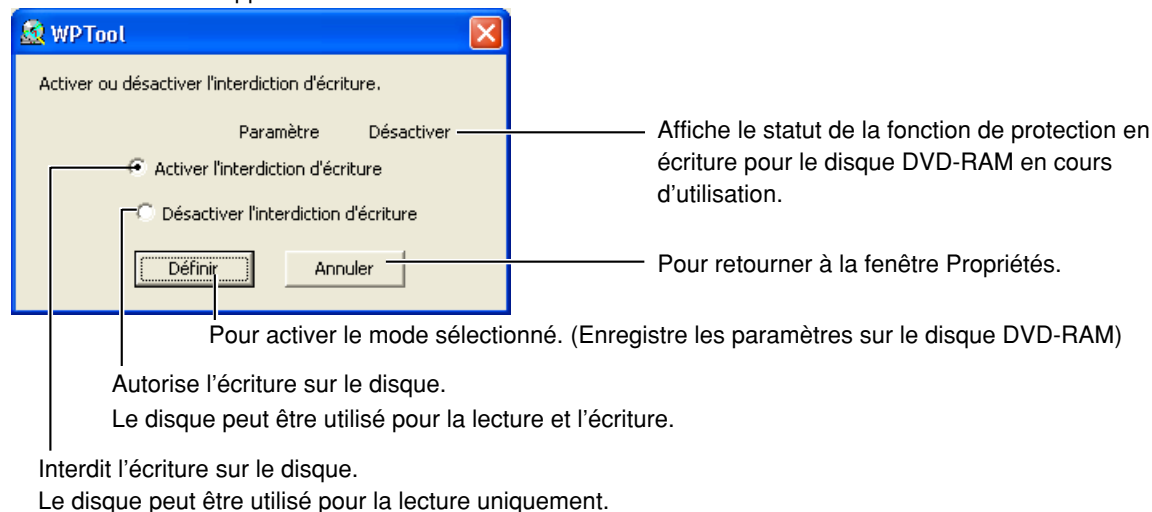 WPTool
Activer ou désactiver l'interdiction d'écriture.
Paramètre Désactiver
Activer l'interdiction d'écriture
Désactiver l'interdiction d'écriture
Définir Annuler
Affiche le statut de la fonction de protection en
écriture pour le disque DVD-RAM en cours
d’utilisation.
Pour retourner à la fenêtre Propriétés.
Pour activer le mode sélectionné. (Enregistre les paramètres sur le disque DVD-RAM)
Autorise l’écriture sur le disque.
Le disque peut être utilisé pour la lecture et l’écriture.
Interdit l’écriture sur le disque.
Le disque peut être utilisé pour la lecture uniquement.